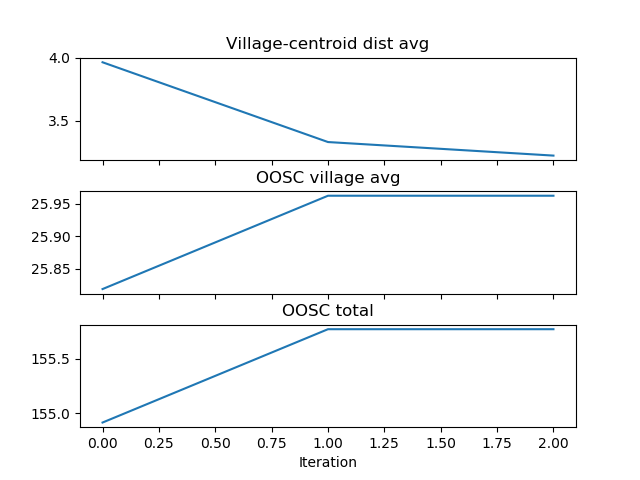 Village-centroid dist avg
4.0
3.5
OOSC village avg
25.95
25.90
25.85
OOSC total
155.5
155.0
0.00 0.25 0.50 0.75 1.00 1.25 1.50 1.75 2.00
Iteration